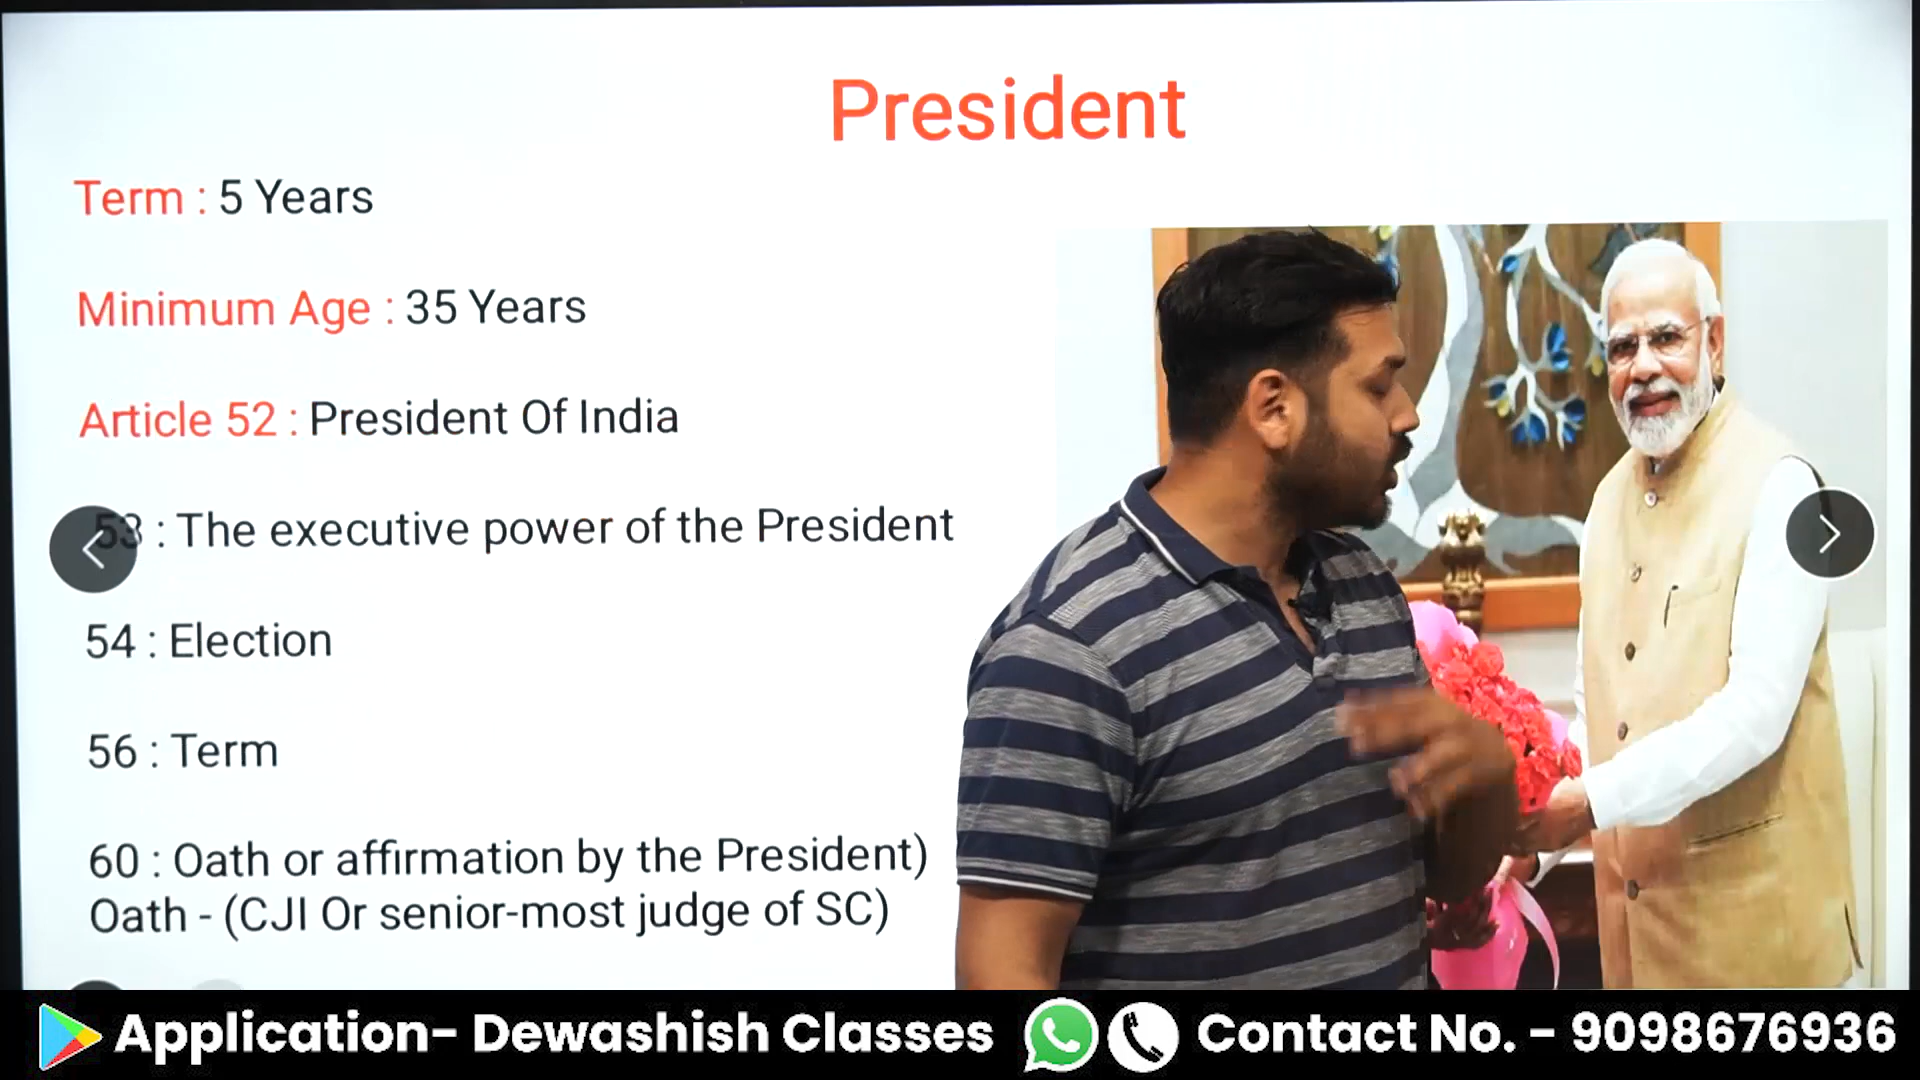 President
Term : 5 Years
Minimum Age : 35 Years
Article 52 : President Of India
53 : The executive power of the President
54 : Election
56 : Term
60 : Oath or affirmation by the President)
Oath - (CJI Or senior-most judge of SC)
Application- Dewashish Classes Contact No. - 9098676936